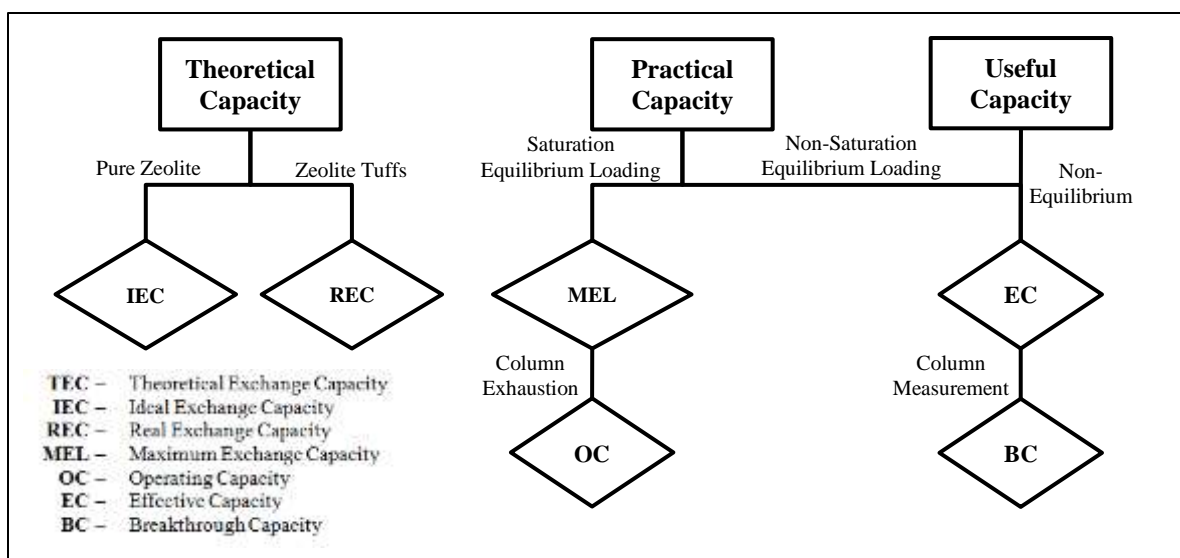 Theoretical
Capacity
Practical
Capacity
Useful
Capacity
Pure Zeolite
Zeolite Tuffs
Saturation
Equilibrium Loading
Non-Saturation
Equilibrium Loading
Non-
Equilibrium
IEC
REC
MEL
EC
Column
Exhaustion
Column
Measurement
OC
BC
TEC – Theoretical Exchange Capacity
IEC – Ideal Exchange Capacity
REC – Real Exchange Capacity
MEL – Maximum Exchange Capacity
OC – Operating Capacity
EC – Effective Capacity
BC – Breakthrough Capacity